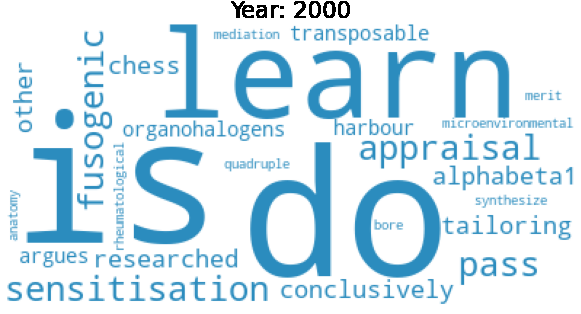 Year: 2000
mediation
transposable
learn
chess
other
fusogenic
merit
organohalogens
harbour
microenvironmental
is
do
appraisal
quadruple
alphabeta1
rheumatological
anatomy
synthesize
bore
tailoring
argues
researched
pass
sensitisation
conclusively